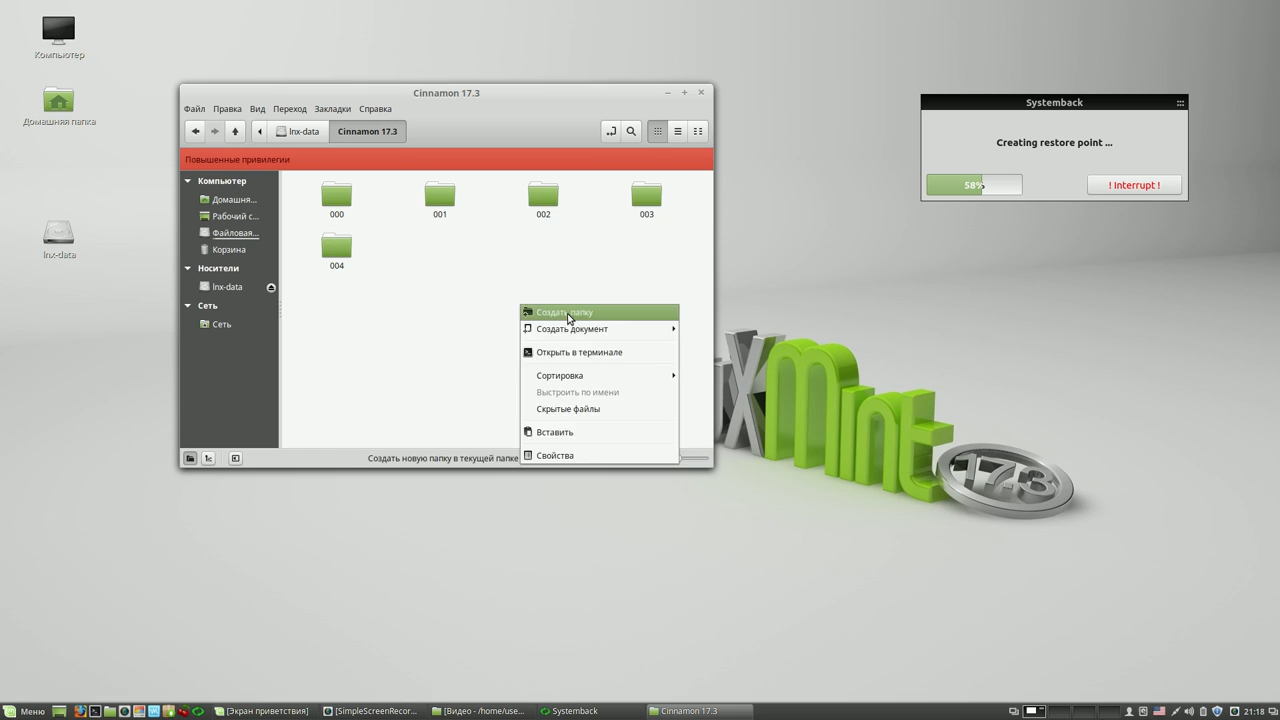 Компьютер
Домашняя папка
lnx-data
Cinnamon 17.3
Файл Правка Вид Переход Закладки Справка
lnx-data Cinnamon 17.3
Повышенные привилегии
Компьютер
Домашня...
Рабочий с...
Файловая...
Корзина
Носители
lnx-data
Сеть
Сеть
000 001 002 003
004
Создать папку
Создать документ
Открыть в терминале
Сортировка
Выстроить по имени
Скрытые файлы
Вставить
Свойства
Создать новую папку в текущей папке
Systemback
Creating restore point ...
58%
! Interrupt !
mint
17.3
Меню
[Экран приветствия]
[SimpleScreenRecor...
[Видео - /home/use...
Systemback
Cinnamon 17.3
21:18